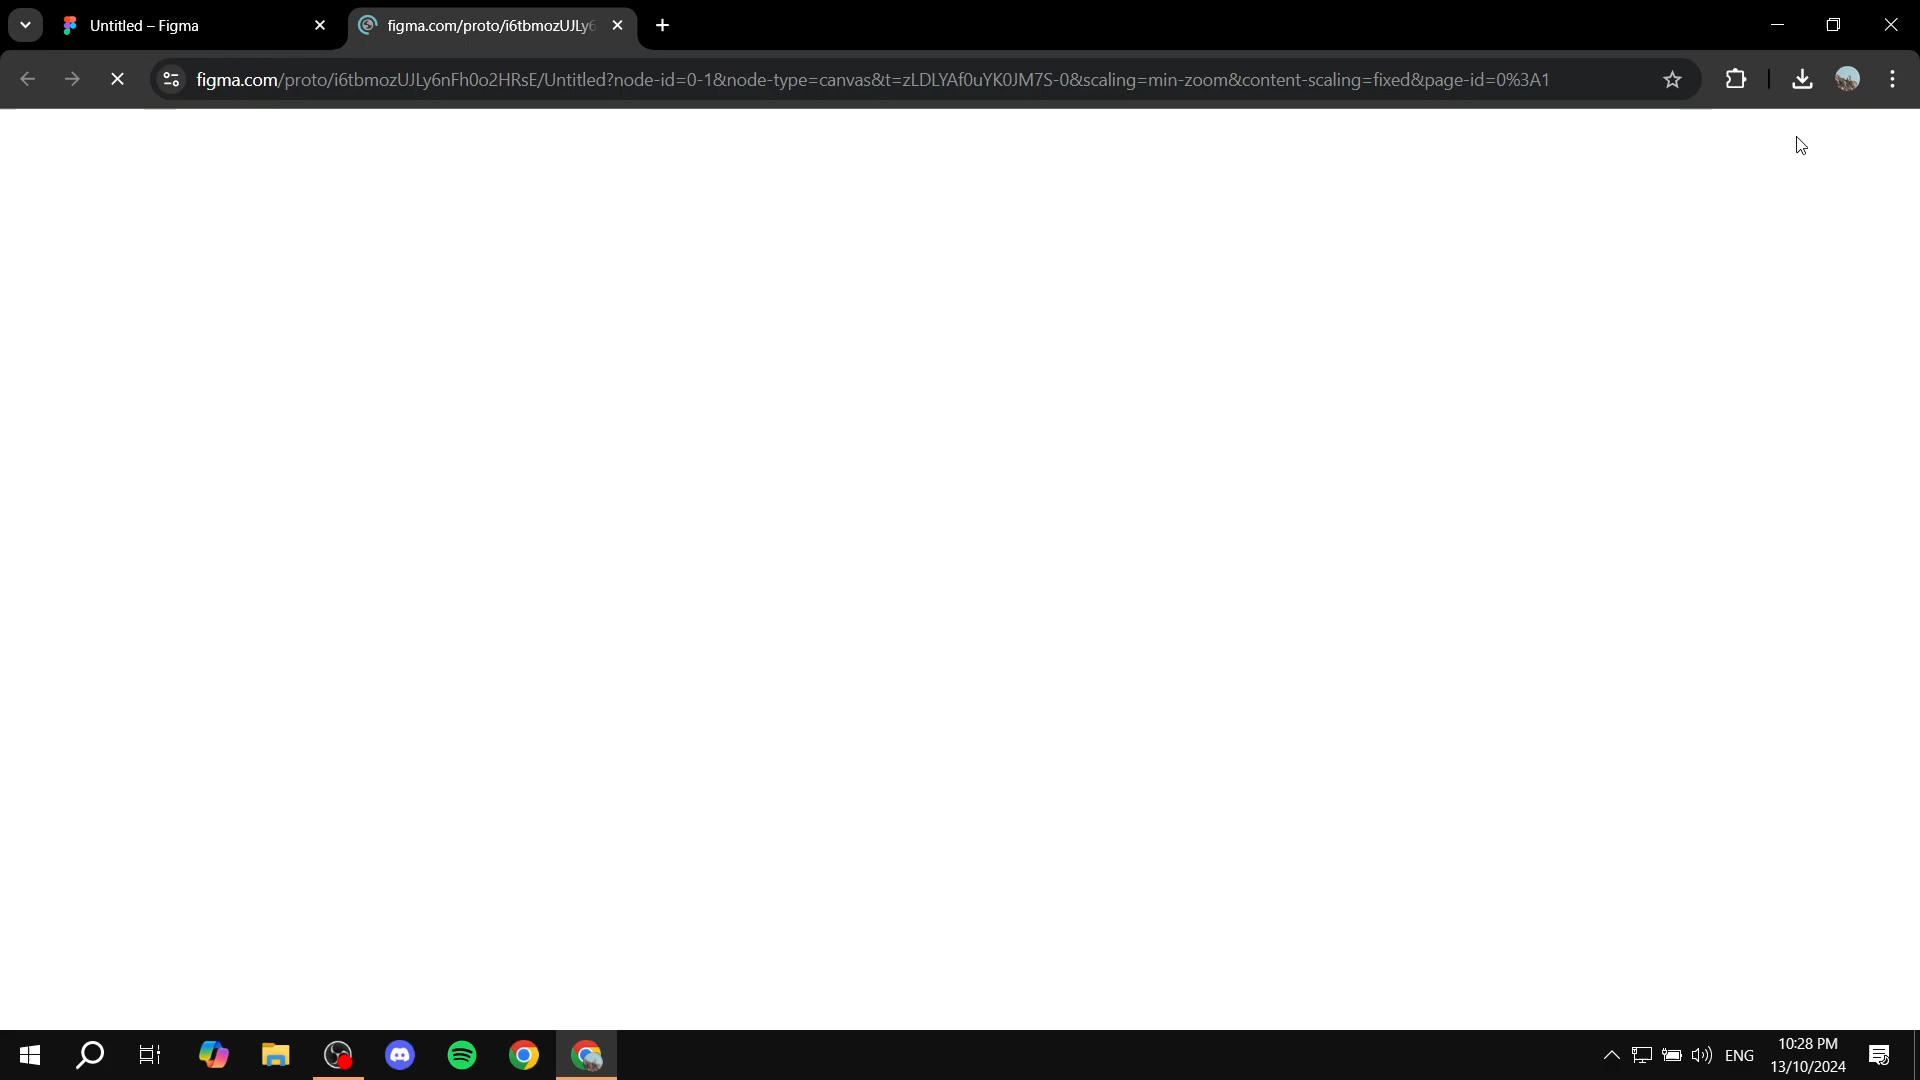 Untitled – Figma
figma.com/proto/i6tbmozUJLy6
figma.com/proto/i6tbmozUJLy6nFh0o2HRsE/Untitled?node-id=0-1&node-type=canvas&t=zLDLYAf0uYK0JM7S-0&scaling=min-zoom&content-scaling=fixed&page-id=0%3A1
ENG
10:28 PM
13/10/2024